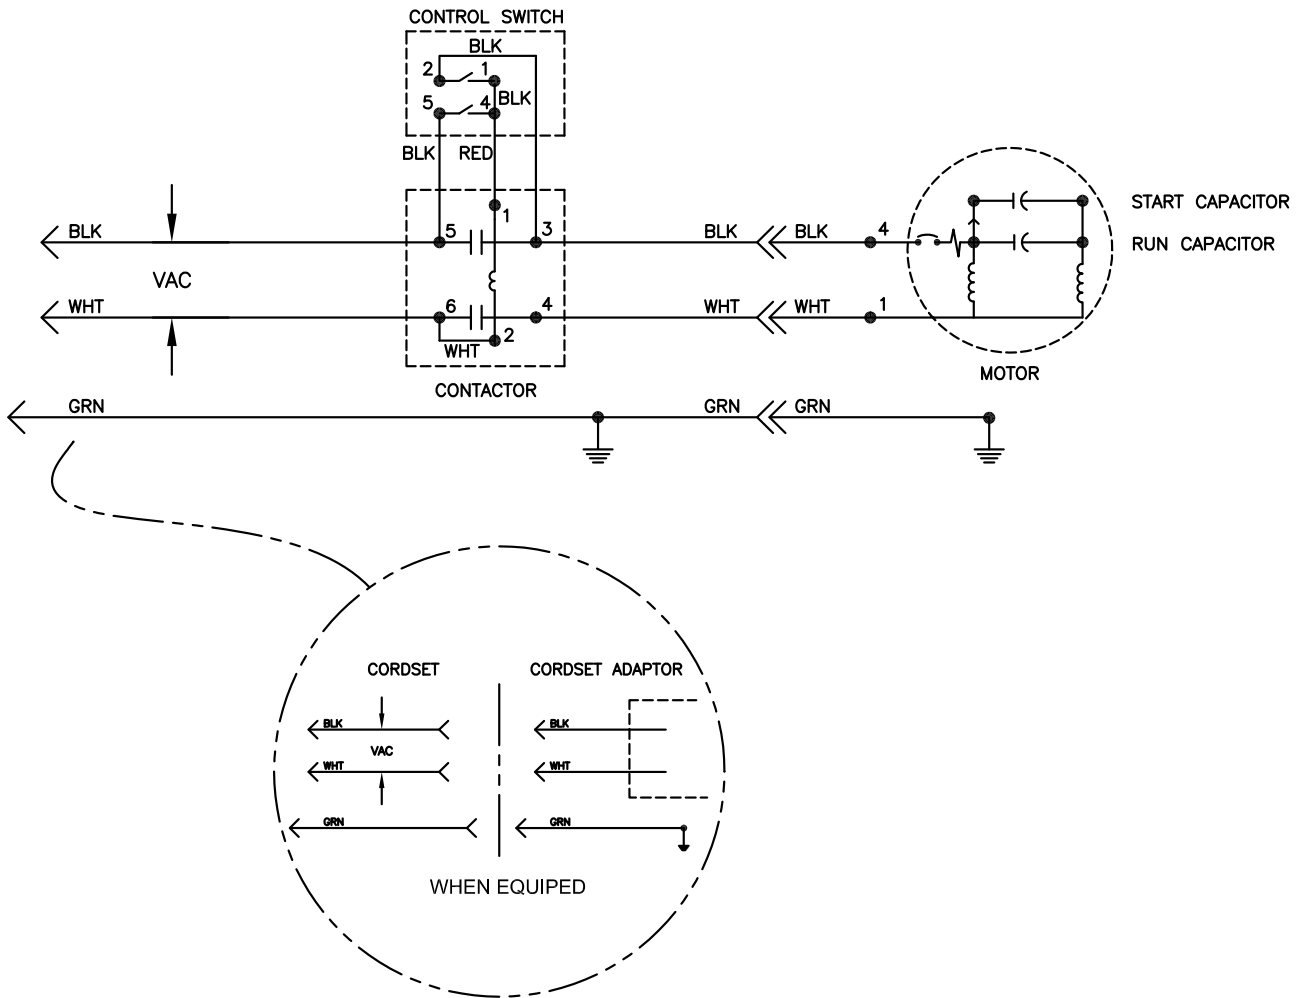 CONTROL SWITCH
BLK
2 1
BLK
5 4
BLK RED
1
BLK 5 3 BLK BLK 4
START CAPACITOR
RUN CAPACITOR
VAC
WHT 6 4 WHT WHT 1
2
WHT
MOTOR
CONTACTOR
GRN GRN GRN
CORDSET CORDSET ADAPTOR
BLK BLK
VAC
WHT WHT
GRN GRN
WHEN EQUIPED